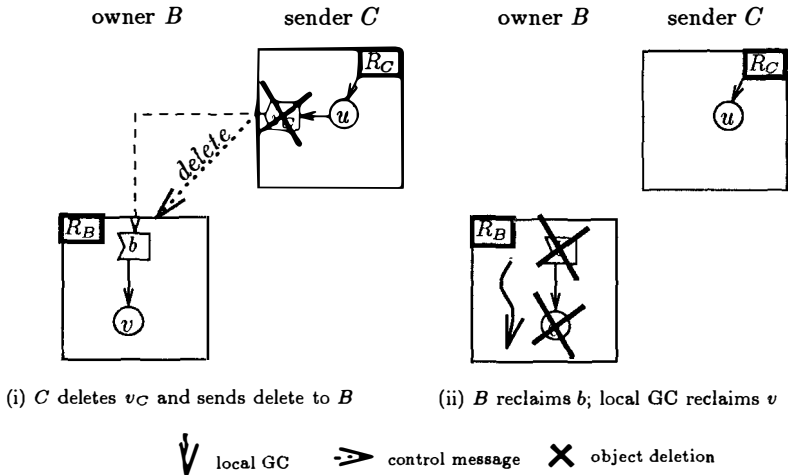 owner B sender C owner B sender C
R_C
R_C
u
u
delete
R_B
R_B
b
v
(i) C deletes v_C and sends delete to B (ii) B reclaims b; local GC reclaims v
local GC control message object deletion